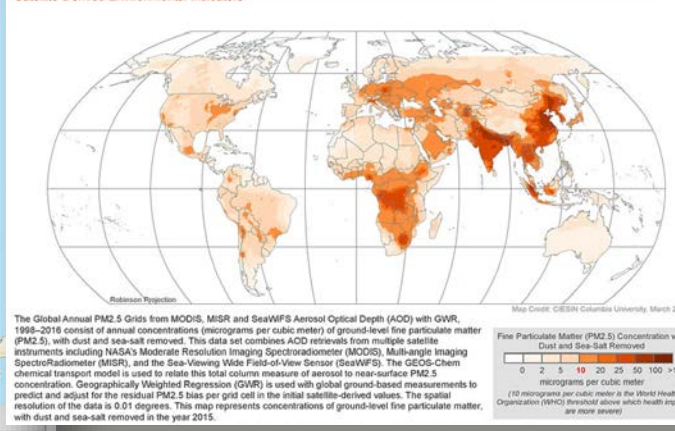 Robinson Projection
Map Credit: CIESIN Columbia University, March 2
The Global Annual PM2.5 Grids from MODIS, MISR and SeaWiFS Aerosol Optical Depth (AOD) with GWR,
1998–2016 consist of annual concentrations (micrograms per cubic meter) of ground-level fine particulate matter
(PM2.5), with dust and sea-salt removed. This data set combines AOD retrievals from multiple satellite
instruments including NASA's Moderate Resolution Imaging Spectroradiometer (MODIS), Multi-angle Imaging
SpectroRadiometer (MISR), and the Sea-Viewing Wide Field-of-View Sensor (SeaWiFS). The GEOS-Chem
chemical transport model is used to relate this total column measure of aerosol to near-surface PM2.5
concentration. Geographically Weighted Regression (GWR) is used with global ground-based measurements to
predict and adjust for the residual PM2.5 bias per grid cell in the initial satellite-derived values. The spatial
resolution of the data is 0.01 degrees. This map represents concentrations of ground-level fine particulate matter,
with dust and sea-salt removed in the year 2015.
Fine Particulate Matter (PM2.5) Concentration w
Dust and Sea-Salt Removed
0 2 5 10 20 25 50 100 >1
micrograms per cubic meter
(10 micrograms per cubic meter is the World Health
Organization (WHO) threshold above which health imp
are more severe)